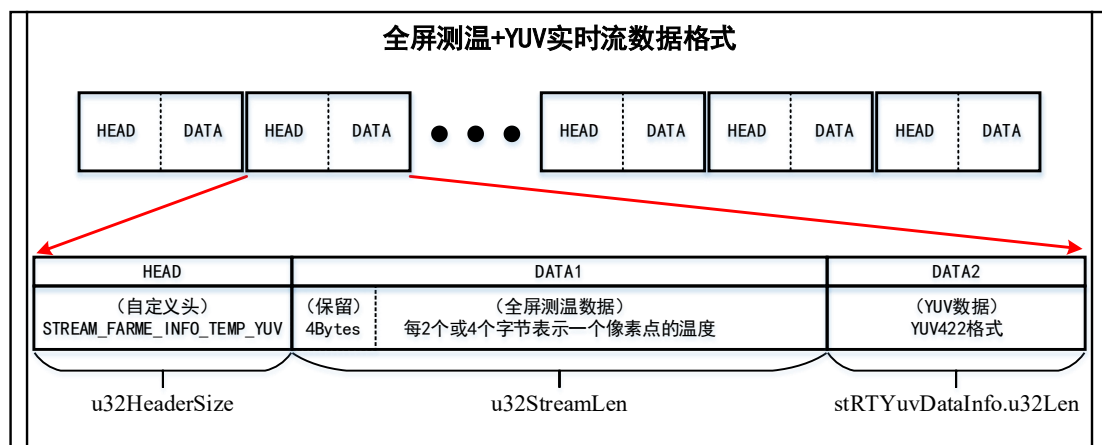 全屏测温+YUV实时流数据格式
HEAD DATA HEAD DATA ●●● HEAD DATA HEAD DATA HEAD DATA
HEAD DATA1 DATA2
（自定义头） （保留） （全屏测温数据） （YUV数据）
STREAM_FARME_INFO_TEMP_YUV 4Bytes 每2个或4个字节表示一个像素点的温度 YUV422格式
u32HeaderSize u32StreamLen stRTYuvDataInfo.u32Len